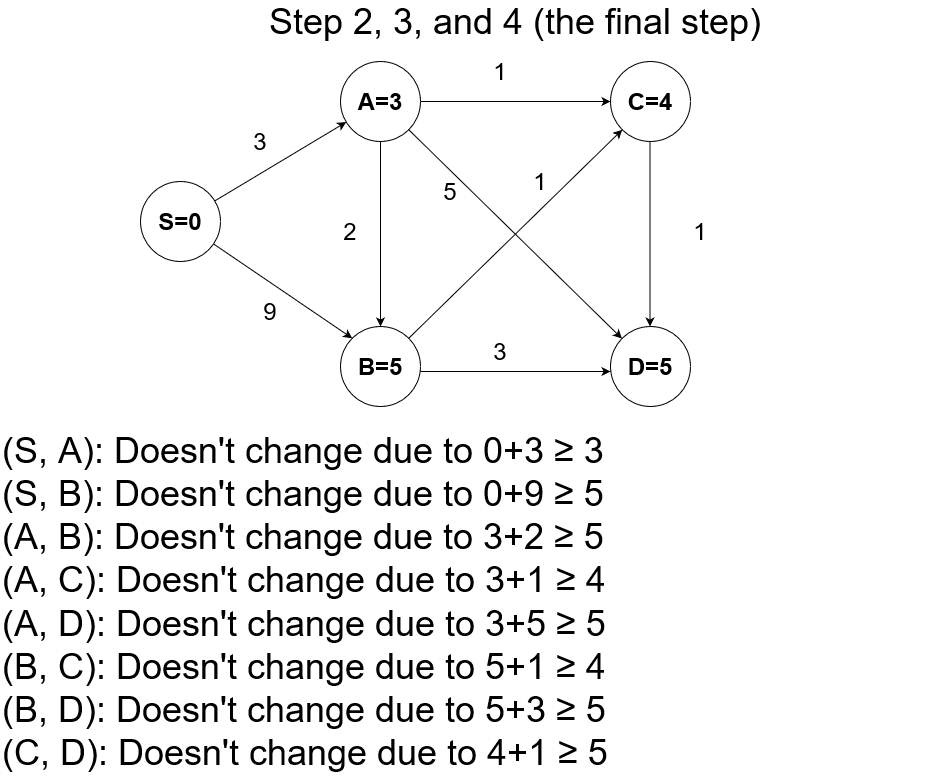 Step 2, 3, and 4 (the final step)
1
A=3
C=4
3
5
1
S=0
2
1
9
3
B=5
D=5
(S, A): Doesn't change due to 0+3 ≥ 3
(S, B): Doesn't change due to 0+9 ≥ 5
(A, B): Doesn't change due to 3+2 ≥ 5
(A, C): Doesn't change due to 3+1 ≥ 4
(A, D): Doesn't change due to 3+5 ≥ 5
(B, C): Doesn't change due to 5+1 ≥ 4
(B, D): Doesn't change due to 5+3 ≥ 5
(C, D): Doesn't change due to 4+1 ≥ 5